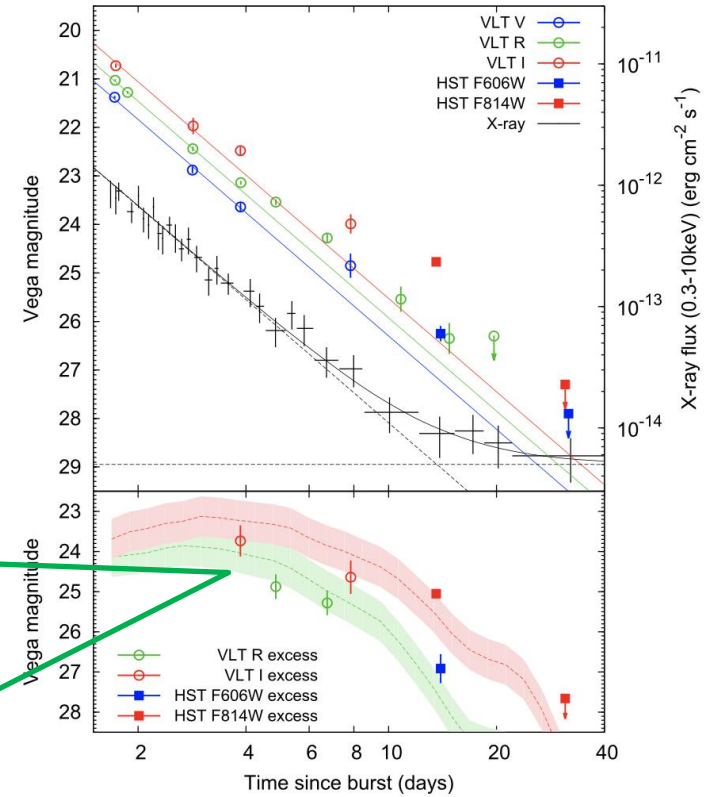 20
21
22
23
24
25
26
27
28
29
Vega magnitude
VLT V
VLT R
VLT I
HST F606W
HST F814W
X-ray
10⁻¹¹
10⁻¹²
10⁻¹³
10⁻¹⁴
X-ray flux (0.3-10keV) (erg cm⁻² s⁻¹)
23
24
25
26
27
28
Vega magnitude
VLT R excess
VLT I excess
HST F606W excess
HST F814W excess
2 4 6 8 10 20 40
Time since burst (days)